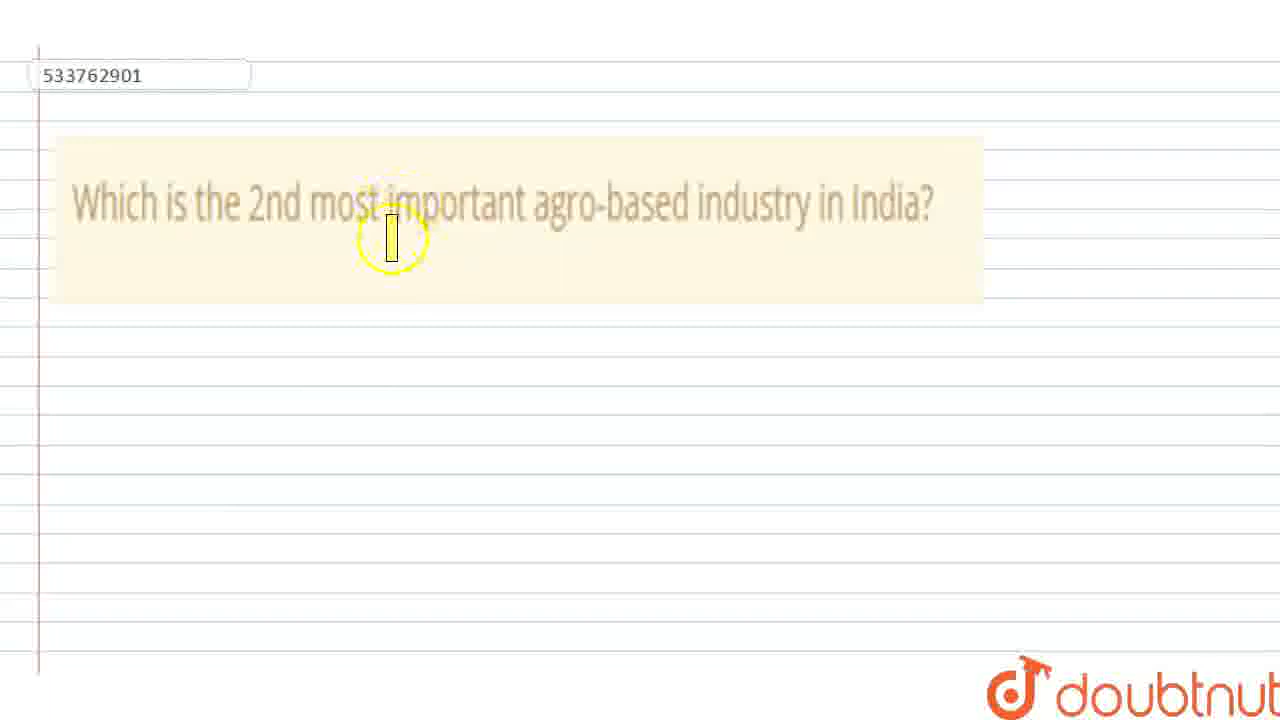 533762901
Which is the 2nd most important agro-based industry in India?
doubtnut